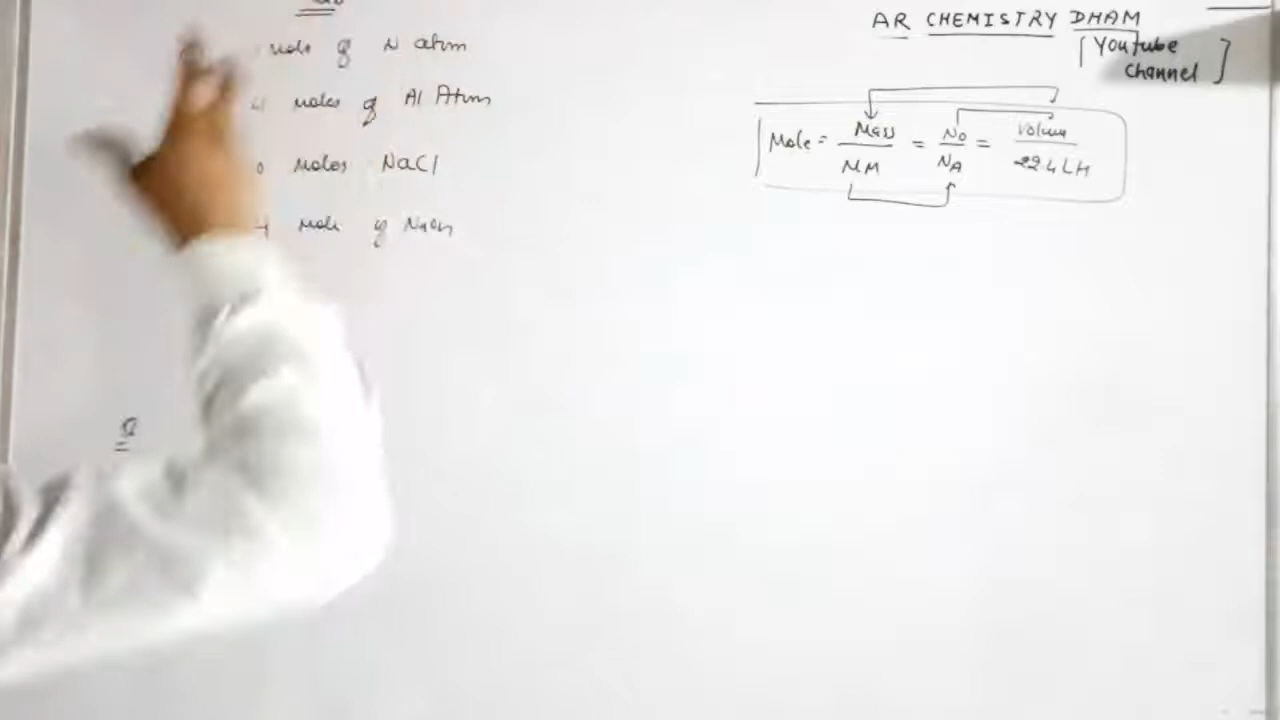 AR CHEMISTRY DHAM
[Youtube
Channel]
mole of N atom
moles of Al Atom
moles NaCl
mole of NaOH
Mole = Mass / MM = No / NA = Volume / 22.4 LH
Q